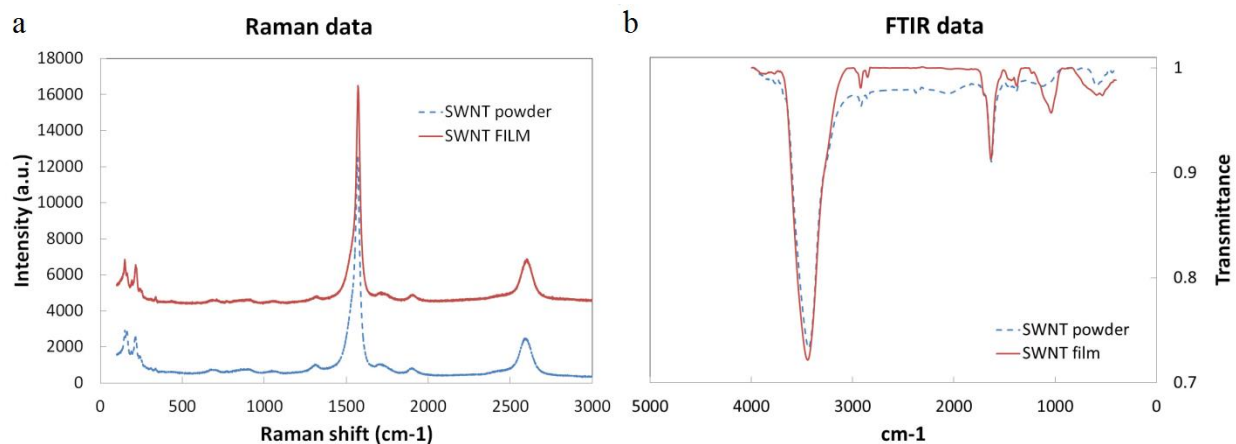 a
Raman data
18000
16000
14000
12000
10000
8000
6000
4000
2000
0
Intensity (a.u.)
SWNT powder
SWNT FILM
0 500 1000 1500 2000 2500 3000
Raman shift (cm-1)
b
FTIR data
1
0.9
0.8
0.7
Transmittance
SWNT powder
SWNT film
5000 4000 3000 2000 1000 0
cm-1